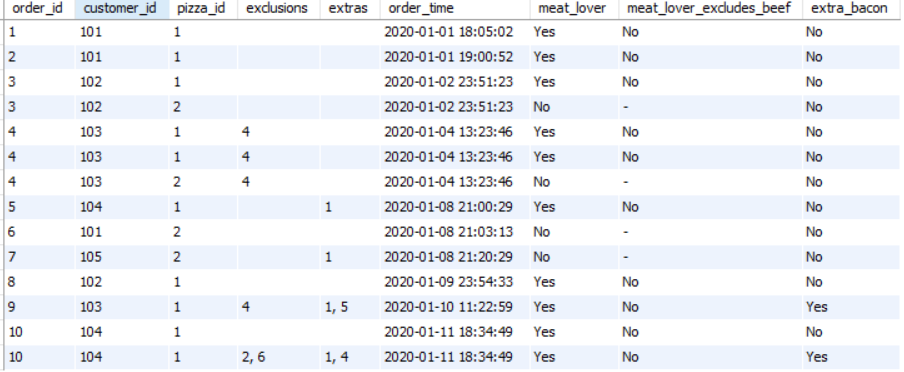 order_id customer_id pizza_id exclusions extras order_time meat_lover meat_lover_excludes_beef extra_bacon
1 101 1 2020-01-01 18:05:02 Yes No No
2 101 1 2020-01-01 19:00:52 Yes No No
3 102 1 2020-01-02 23:51:23 Yes No No
3 102 2 2020-01-02 23:51:23 No - No
4 103 1 4 2020-01-04 13:23:46 Yes No No
4 103 1 4 2020-01-04 13:23:46 Yes No No
4 103 2 4 2020-01-04 13:23:46 No - No
5 104 1 1 2020-01-08 21:00:29 Yes No No
6 101 2 2020-01-08 21:03:13 No - No
7 105 2 1 2020-01-08 21:20:29 No - No
8 102 1 2020-01-09 23:54:33 Yes No No
9 103 1 4 1, 5 2020-01-10 11:22:59 Yes No Yes
10 104 1 2020-01-11 18:34:49 Yes No No
10 104 1 2, 6 1, 4 2020-01-11 18:34:49 Yes No Yes